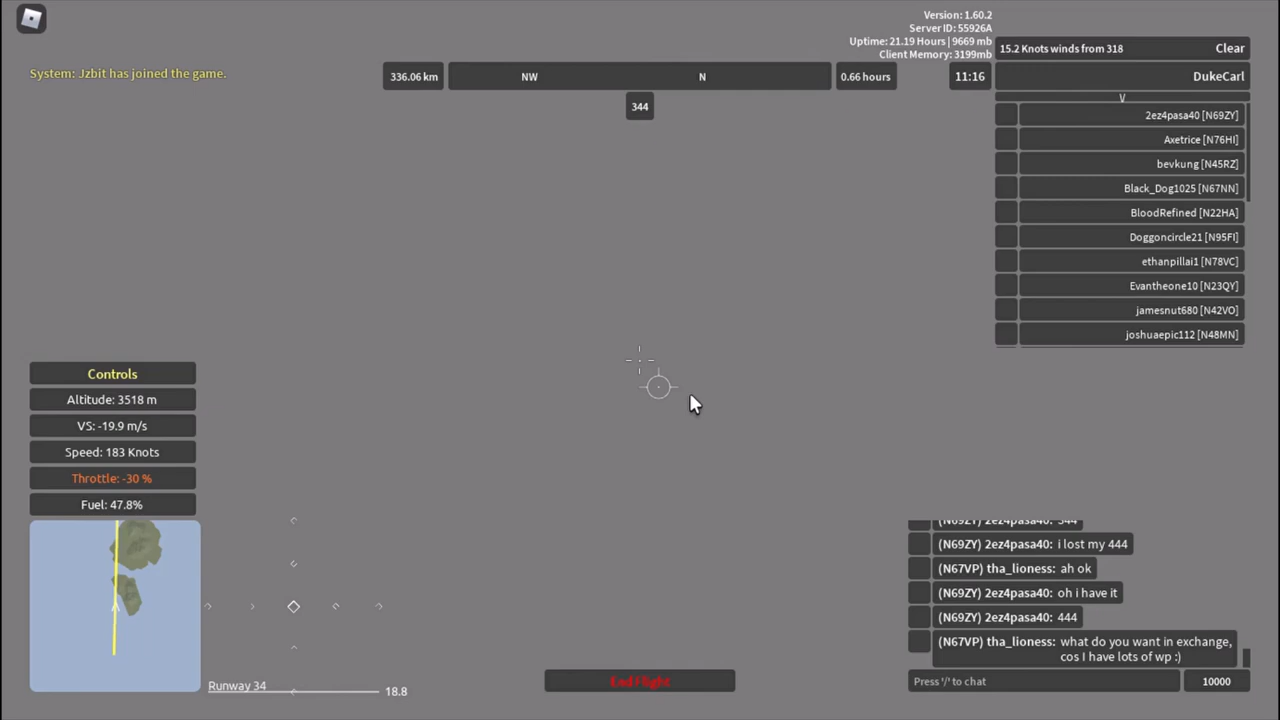 Version: 1.60.2
Server ID: 55926A
Uptime: 21.19 Hours | 9669 mb
Client Memory: 3199mb
15.2 Knots winds from 318 Clear
System: Jzbit has joined the game.
336.06 km NW N 0.66 hours 11:16 DukeCarl
344
V
2ez4pasa40 [N69ZY]
Axetrice [N76HI]
bevkung [N45RZ]
Black_Dog1025 [N67NN]
BloodRefined [N22HA]
Doggoncircle21 [N95FI]
ethanpillai1 [N78VC]
Evantheone10 [N23QY]
jamesnut680 [N42VO]
joshuaepic112 [N48MN]
Controls
Altitude: 3518 m
VS: -19.9 m/s
Speed: 183 Knots
Throttle: -30 %
Fuel: 47.8%
Runway 34 18.8
End Flight
(N69ZY) 2ez4pasa40: 344
(N69ZY) 2ez4pasa40: i lost my 444
(N67VP) tha_lioness: ah ok
(N69ZY) 2ez4pasa40: oh i have it
(N69ZY) 2ez4pasa40: 444
(N67VP) tha_lioness: what do you want in exchange,
cos I have lots of wp :)
Press '/' to chat 10000